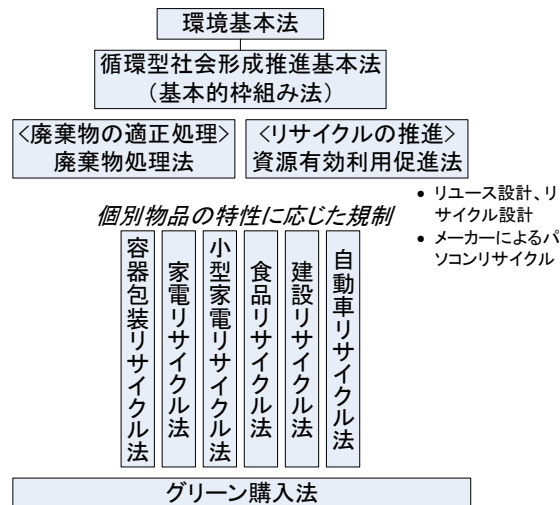 環境基本法
循環型社会形成推進基本法
（基本的枠組み法）
<廃棄物の適正処理>
廃棄物処理法
<リサイクルの推進>
資源有効利用促進法
• リユース設計、リ
サイクル設計
• メーカーによるパ
ソコンリサイクル
個別物品の特性に応じた規制
容器包装リサイクル法
家電リサイクル法
小型家電リサイクル法
食品リサイクル法
建設リサイクル法
自動車リサイクル法
グリーン購入法